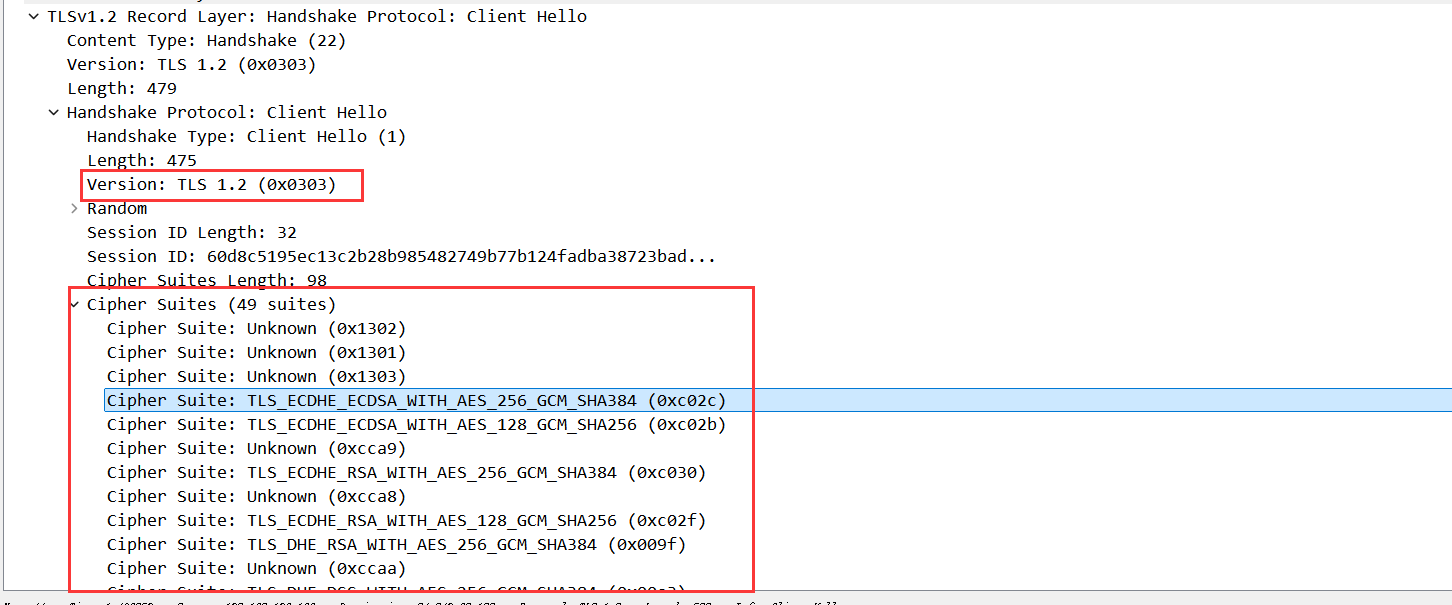 TLSv1.2 Record Layer: Handshake Protocol: Client Hello
Content Type: Handshake (22)
Version: TLS 1.2 (0x0303)
Length: 479
Handshake Protocol: Client Hello
Handshake Type: Client Hello (1)
Length: 475
Version: TLS 1.2 (0x0303)
Random
Session ID Length: 32
Session ID: 60d8c5195ec13c2b28b985482749b77b124fadba38723bad...
Cipher Suites Length: 98
Cipher Suites (49 suites)
Cipher Suite: Unknown (0x1302)
Cipher Suite: Unknown (0x1301)
Cipher Suite: Unknown (0x1303)
Cipher Suite: TLS_ECDHE_ECDSA_WITH_AES_256_GCM_SHA384 (0xc02c)
Cipher Suite: TLS_ECDHE_ECDSA_WITH_AES_128_GCM_SHA256 (0xc02b)
Cipher Suite: Unknown (0xcca9)
Cipher Suite: TLS_ECDHE_RSA_WITH_AES_256_GCM_SHA384 (0xc030)
Cipher Suite: Unknown (0xcca8)
Cipher Suite: TLS_ECDHE_RSA_WITH_AES_128_GCM_SHA256 (0xc02f)
Cipher Suite: TLS_DHE_RSA_WITH_AES_256_GCM_SHA384 (0x009f)
Cipher Suite: Unknown (0xccaa)
Cipher Suite: TLS_DHE_DSS_WITH_AES_256_GCM_SHA384 (0x00a3)